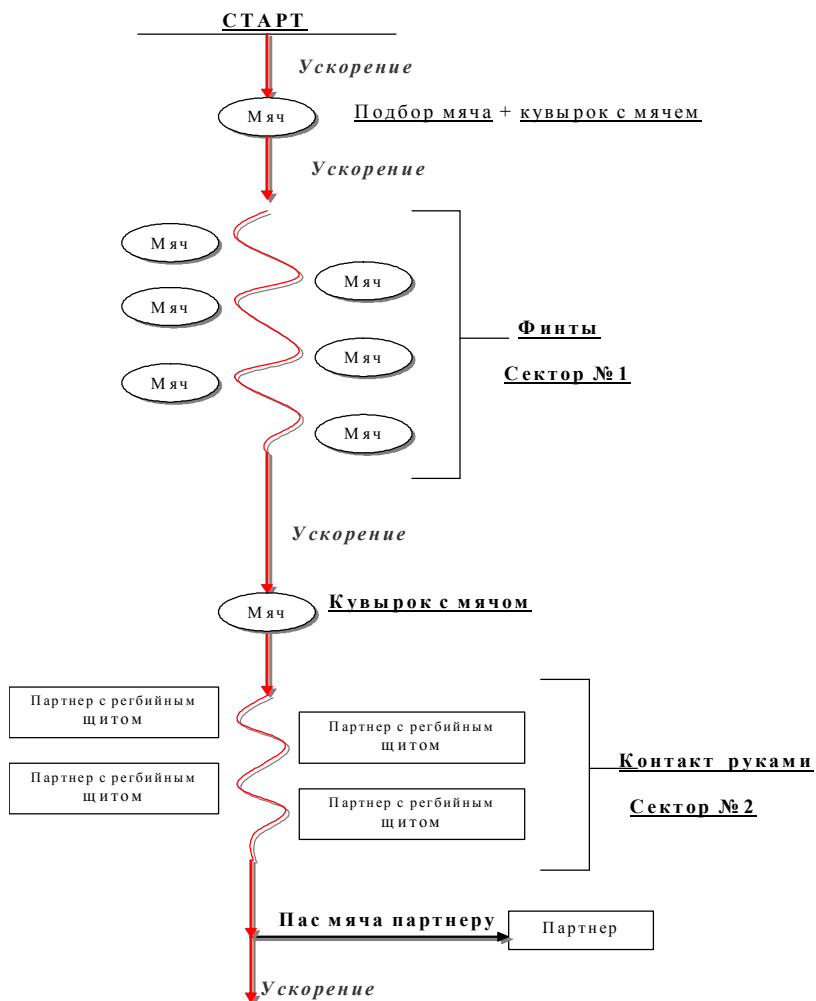 СТАРТ
Ускорение
Мяч
Подбор мяча + кувырок с мячем
Ускорение
Мяч
Мяч
Мяч
Мяч
Мяч
Мяч
Финты
Сектор №1
Ускорение
Мяч
Кувырок с мячом
Партнер с регбийным
щитом
Партнер с регбийным
щитом
Партнер с регбийным
щитом
Партнер с регбийным
щитом
Контакт руками
Сектор №2
Пас мяча партнеру
Партнер
Ускорение